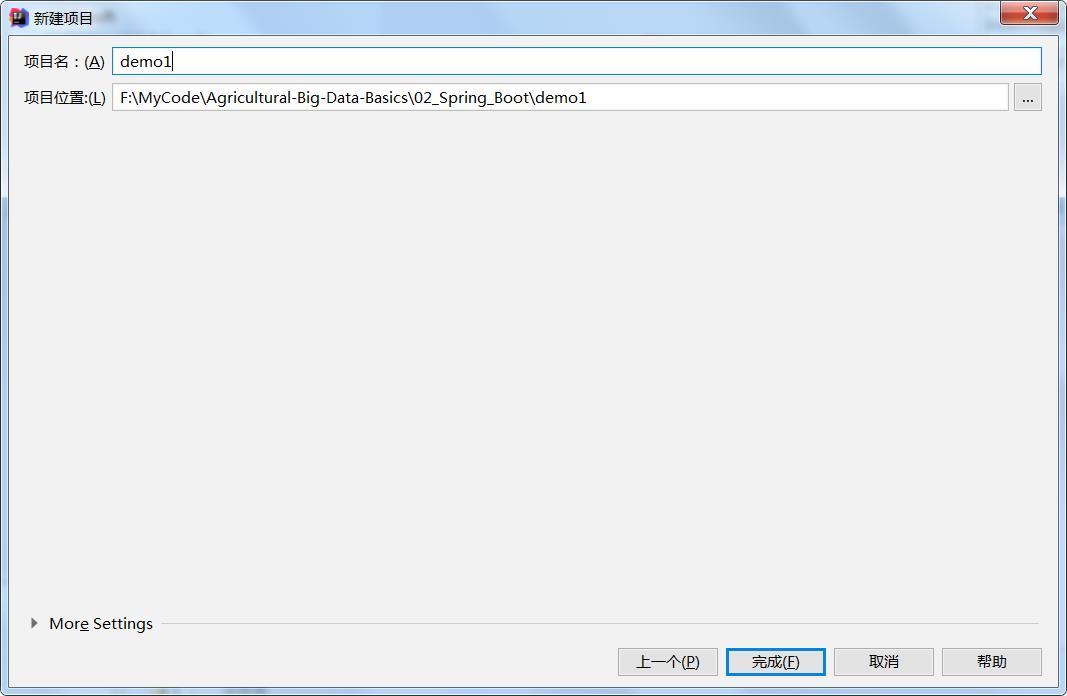 新建项目
项目名：(A) demo1
项目位置:(L) F:\MyCode\Agricultural-Big-Data-Basics\02_Spring_Boot\demo1 ...
More Settings
上一个(P) 完成(F) 取消 帮助